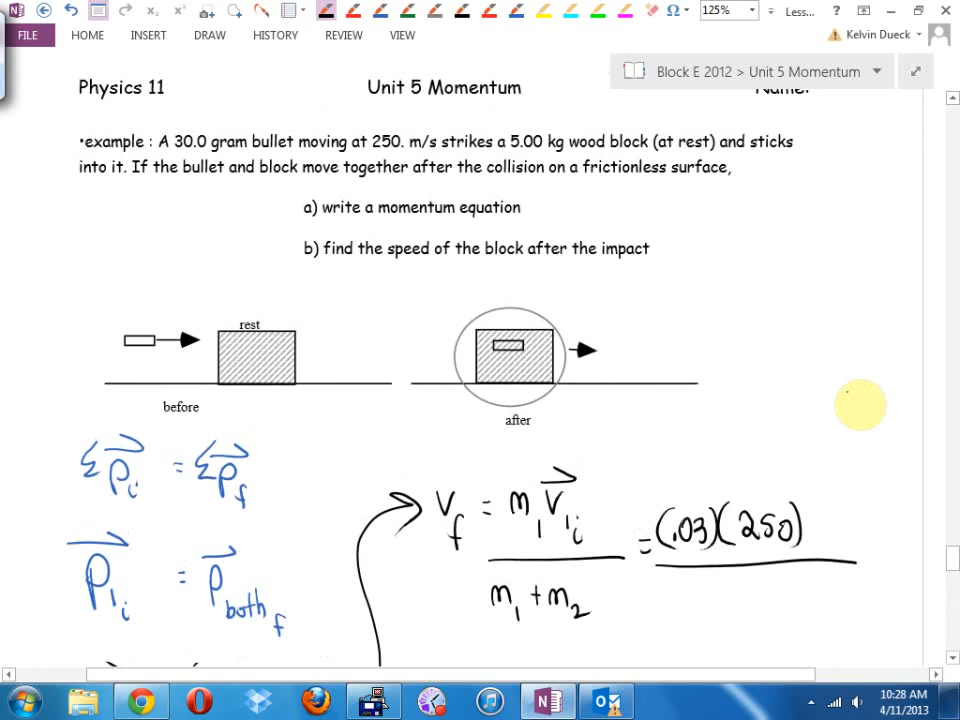 125%
Less...
?
FILE HOME INSERT DRAW HISTORY REVIEW VIEW
Kelvin Dueck
Block E 2012 > Unit 5 Momentum
Physics 11 Unit 5 Momentum Name:
•example : A 30.0 gram bullet moving at 250. m/s strikes a 5.00 kg wood block (at rest) and sticks
into it. If the bullet and block move together after the collision on a frictionless surface,
a) write a momentum equation
b) find the speed of the block after the impact
rest
before
after
Σp⃗i = Σp⃗f
p⃗1i = p⃗both f
vf = m1v⃗1i / m1 + m2 = (.03)(250)
10:28 AM
4/11/2013